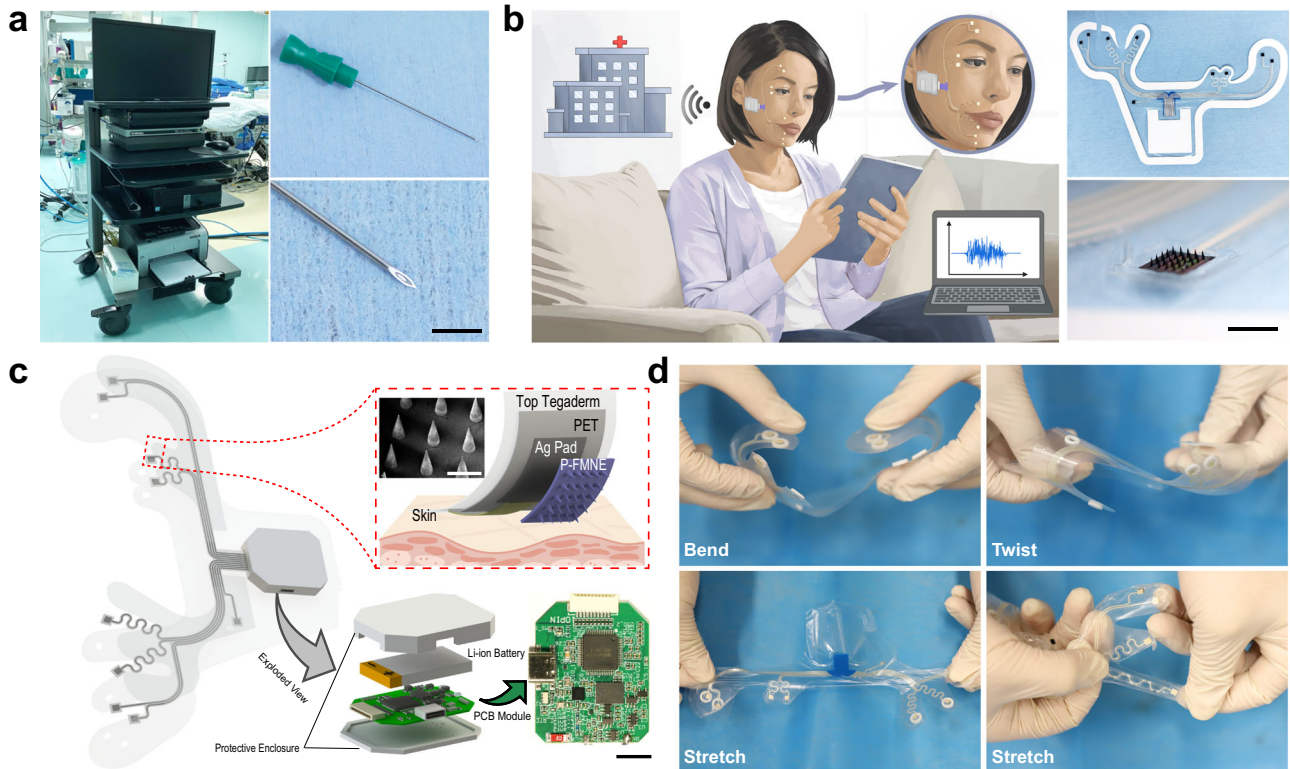 a
b
c
Top Tegaderm
PET
Ag Pad
P-FMNE
Skin
Exploded View
Li-ion Battery
PCB Module
Protective Enclosure
d
Bend
Twist
Stretch
Stretch